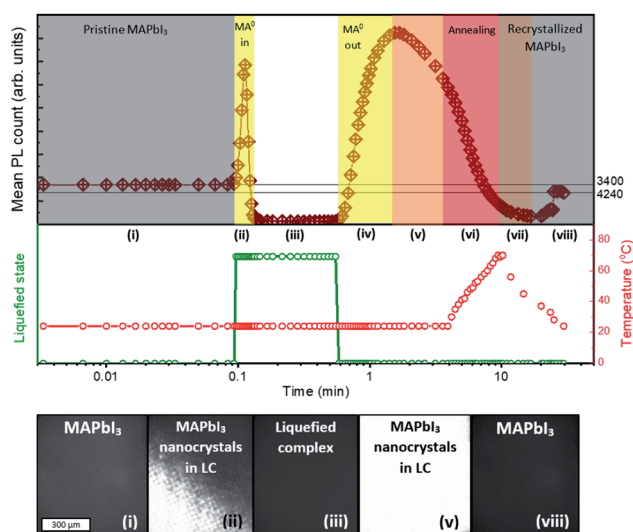 Pristine MAPbI₃
MA⁰
in
MA⁰
out
Annealing
Recrystallized
MAPbI₃
Mean PL count (arb. units)
3400
4240
(i)
(ii)
(iii)
(iv)
(v)
(vi)
(vii)
(viii)
Liquefied state
80
60
40
20
0
Temperature (°C)
0.01
0.1
1
10
Time (min)
MAPbI₃
300 µm
(i)
MAPbI₃
nanocrystals
in LC
(ii)
Liquefied
complex
(iii)
MAPbI₃
nanocrystals
in LC
(v)
MAPbI₃
(viii)